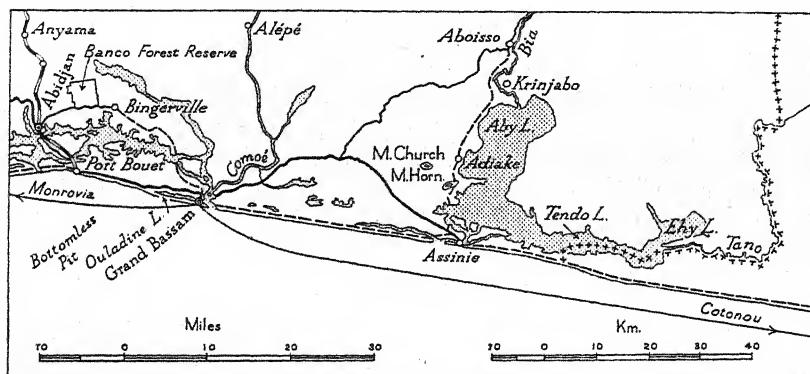 Anyama
Banco Forest Reserve
Abidjan
Bingerville
Alépé
Aboisso
Bia
Krinjabo
Aby L.
Port Bouet
Comoé
M. Church
M. Horn.
Adiake
Monrovia
Tendo L.
Ehy L.
Tano
Bottomless
Pit
Ouladine L.
Grand Bassam
Assinie
Cotonou
Miles
10 0 10 20 30
Km.
10 0 10 20 30 40